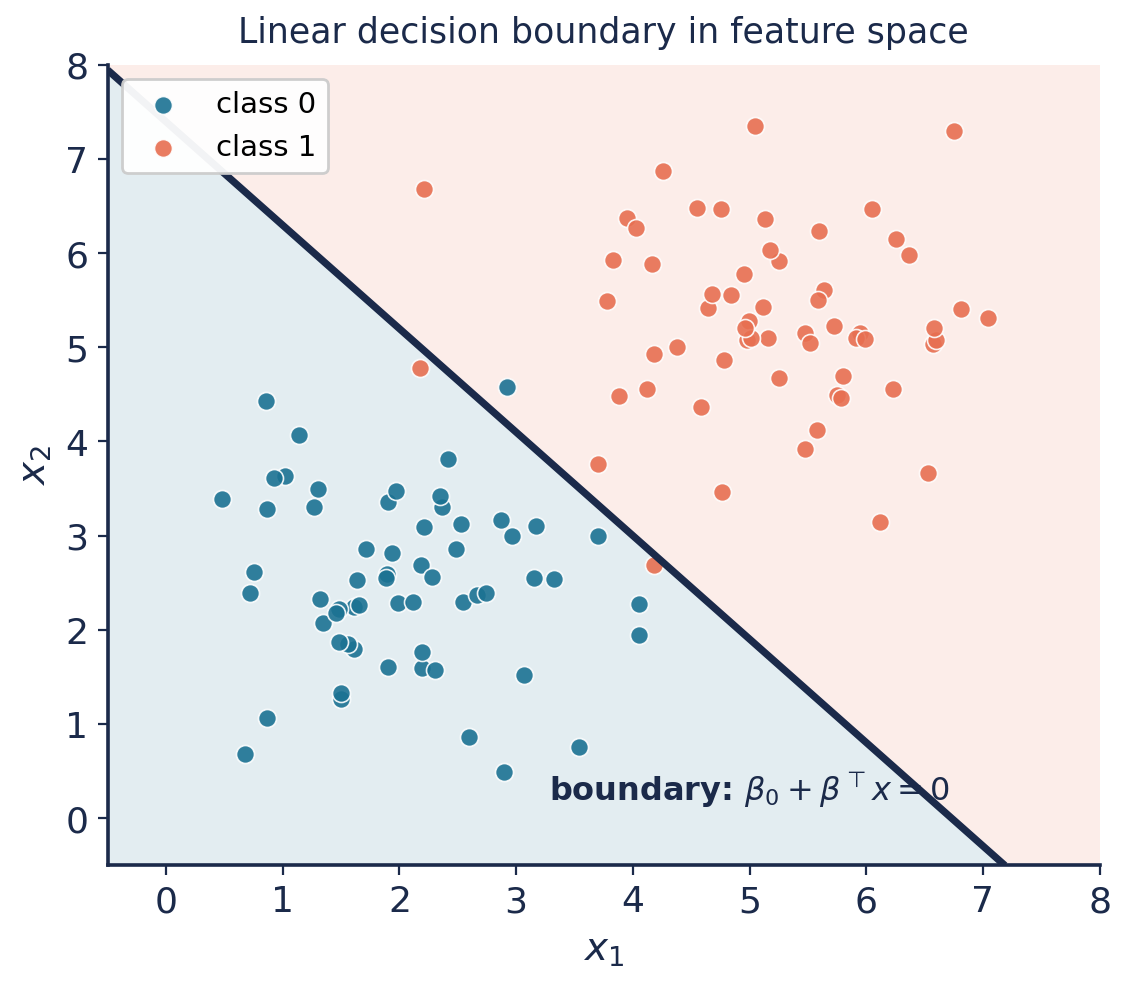 Linear decision boundary in feature space
class 0
class 1
8
7
6
5
4
3
2
1
0
x₂
boundary: β₀ + β⊤x = 0
0 1 2 3 4 5 6 7 8
x₁